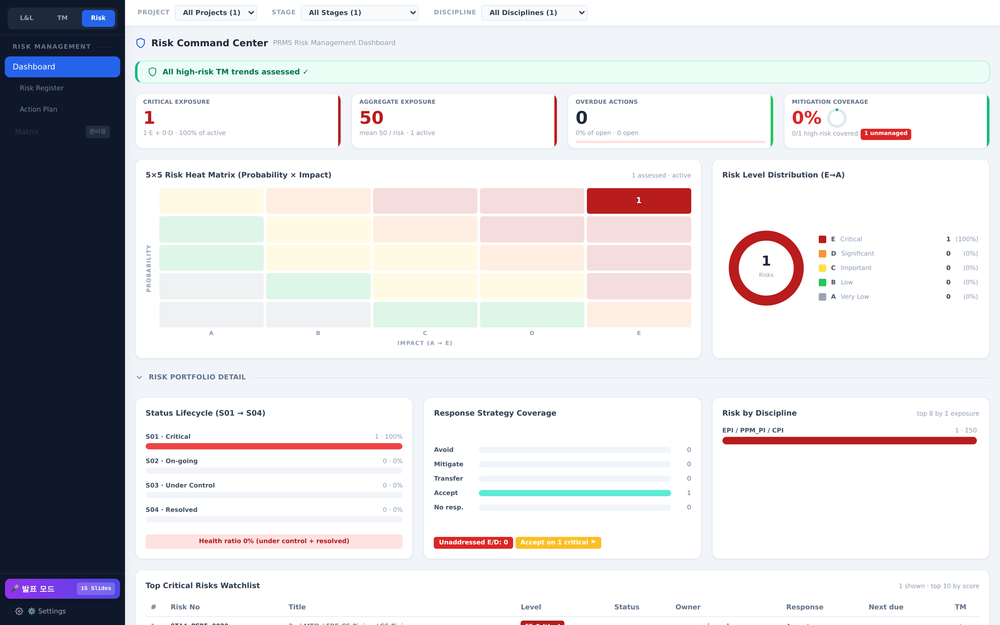 L&L TM Risk
RISK MANAGEMENT
Dashboard
Risk Register
Action Plan
Matrix 준비중
🎤 발표 모드 15 Slides
⚙️ Settings
PROJECT All Projects (1) STAGE All Stages (1) DISCIPLINE All Disciplines (1)
Risk Command Center PRMS Risk Management Dashboard
All high-risk TM trends assessed ✓
CRITICAL EXPOSURE
1
1·E + 0·D · 100% of active
AGGREGATE EXPOSURE
50
mean 50 / risk · 1 active
OVERDUE ACTIONS
0
0% of open · 0 open
MITIGATION COVERAGE
0%
0/1 high-risk covered 1 unmanaged
5×5 Risk Heat Matrix (Probability × Impact) 1 assessed · active
PROBABILITY
1
A B C D E
IMPACT (A → E)
Risk Level Distribution (E→A)
1
Risks
E Critical 1 (100%)
D Significant 0 (0%)
C Important 0 (0%)
B Low 0 (0%)
A Very Low 0 (0%)
RISK PORTFOLIO DETAIL
Status Lifecycle (S01 → S04)
S01 · Critical 1 · 100%
S02 · On-going 0 · 0%
S03 · Under Control 0 · 0%
S04 · Resolved 0 · 0%
Health ratio 0% (under control + resolved)
Response Strategy Coverage
Avoid 0
Mitigate 0
Transfer 0
Accept 1
No resp. 0
Unaddressed E/D: 0 Accept on 1 critical ⚑
Risk by Discipline top 8 by Σ exposure
EPI / PPM_PI / CPI 1 · Σ50
Top Critical Risks Watchlist 1 shown · top 10 by score
# Risk No Title Level Status Owner Response Next due TM